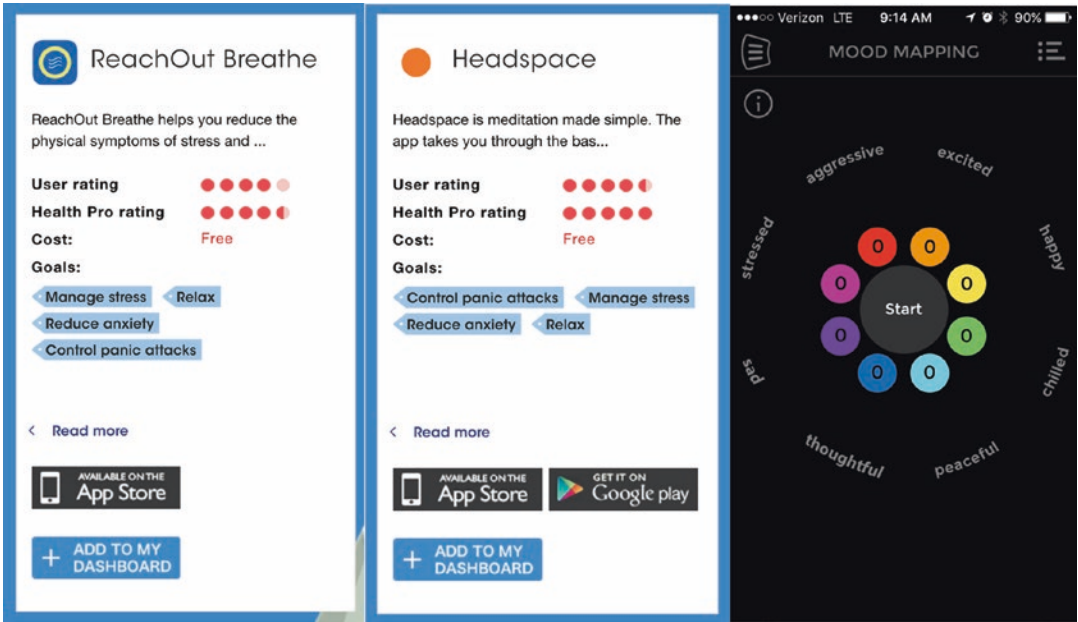 ReachOut Breathe
ReachOut Breathe helps you reduce the
physical symptoms of stress and ...
User rating
Health Pro rating
Cost: Free
Goals:
Manage stress Relax
Reduce anxiety
Control panic attacks
< Read more
AVAILABLE ON THE
App Store
+ ADD TO MY
DASHBOARD
Headspace
Headspace is meditation made simple. The
app takes you through the bas...
User rating
Health Pro rating
Cost: Free
Goals:
Control panic attacks Manage stress
Reduce anxiety Relax
< Read more
AVAILABLE ON THE
App Store
GET IT ON
Google play
+ ADD TO MY
DASHBOARD
Verizon LTE 9:14 AM 90%
MOOD MAPPING
i
aggressive
excited
stressed
happy
0 0
0 0
Start
0 0
0 0
sad
chilled
thoughtful
peaceful